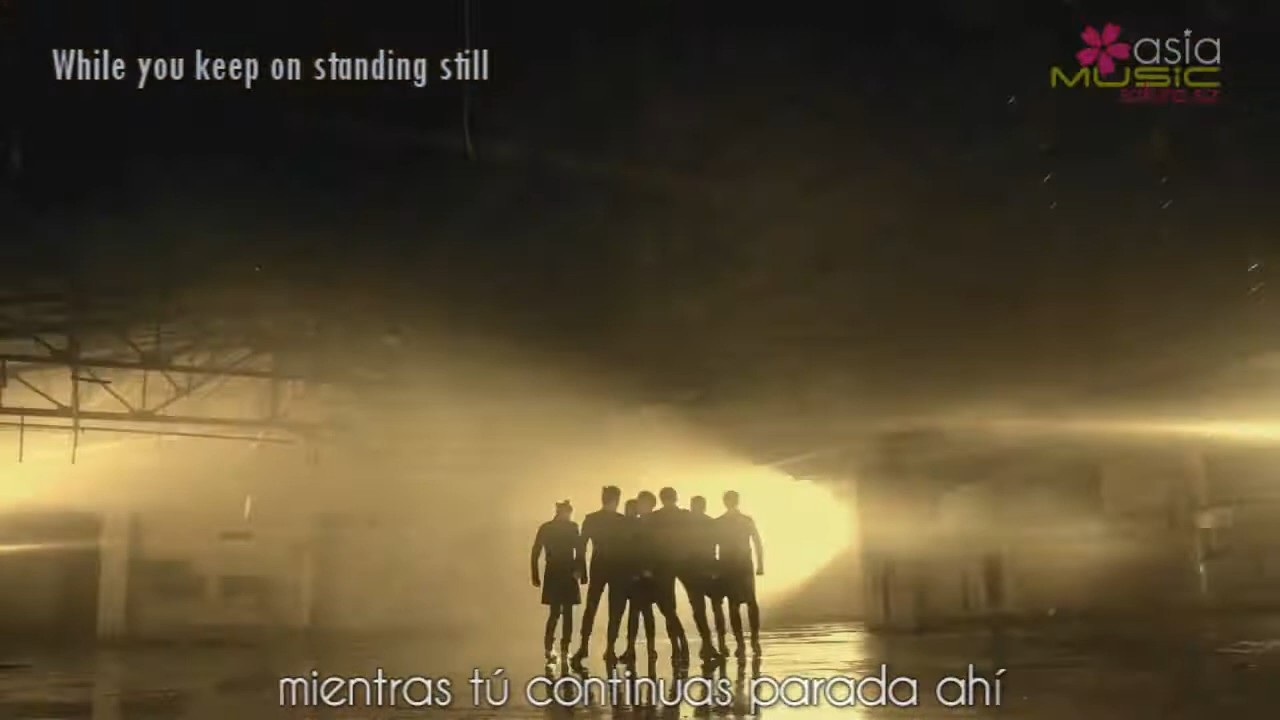 While you keep on standing still
asia
MUSIC
mientras tú continuas parada ahí